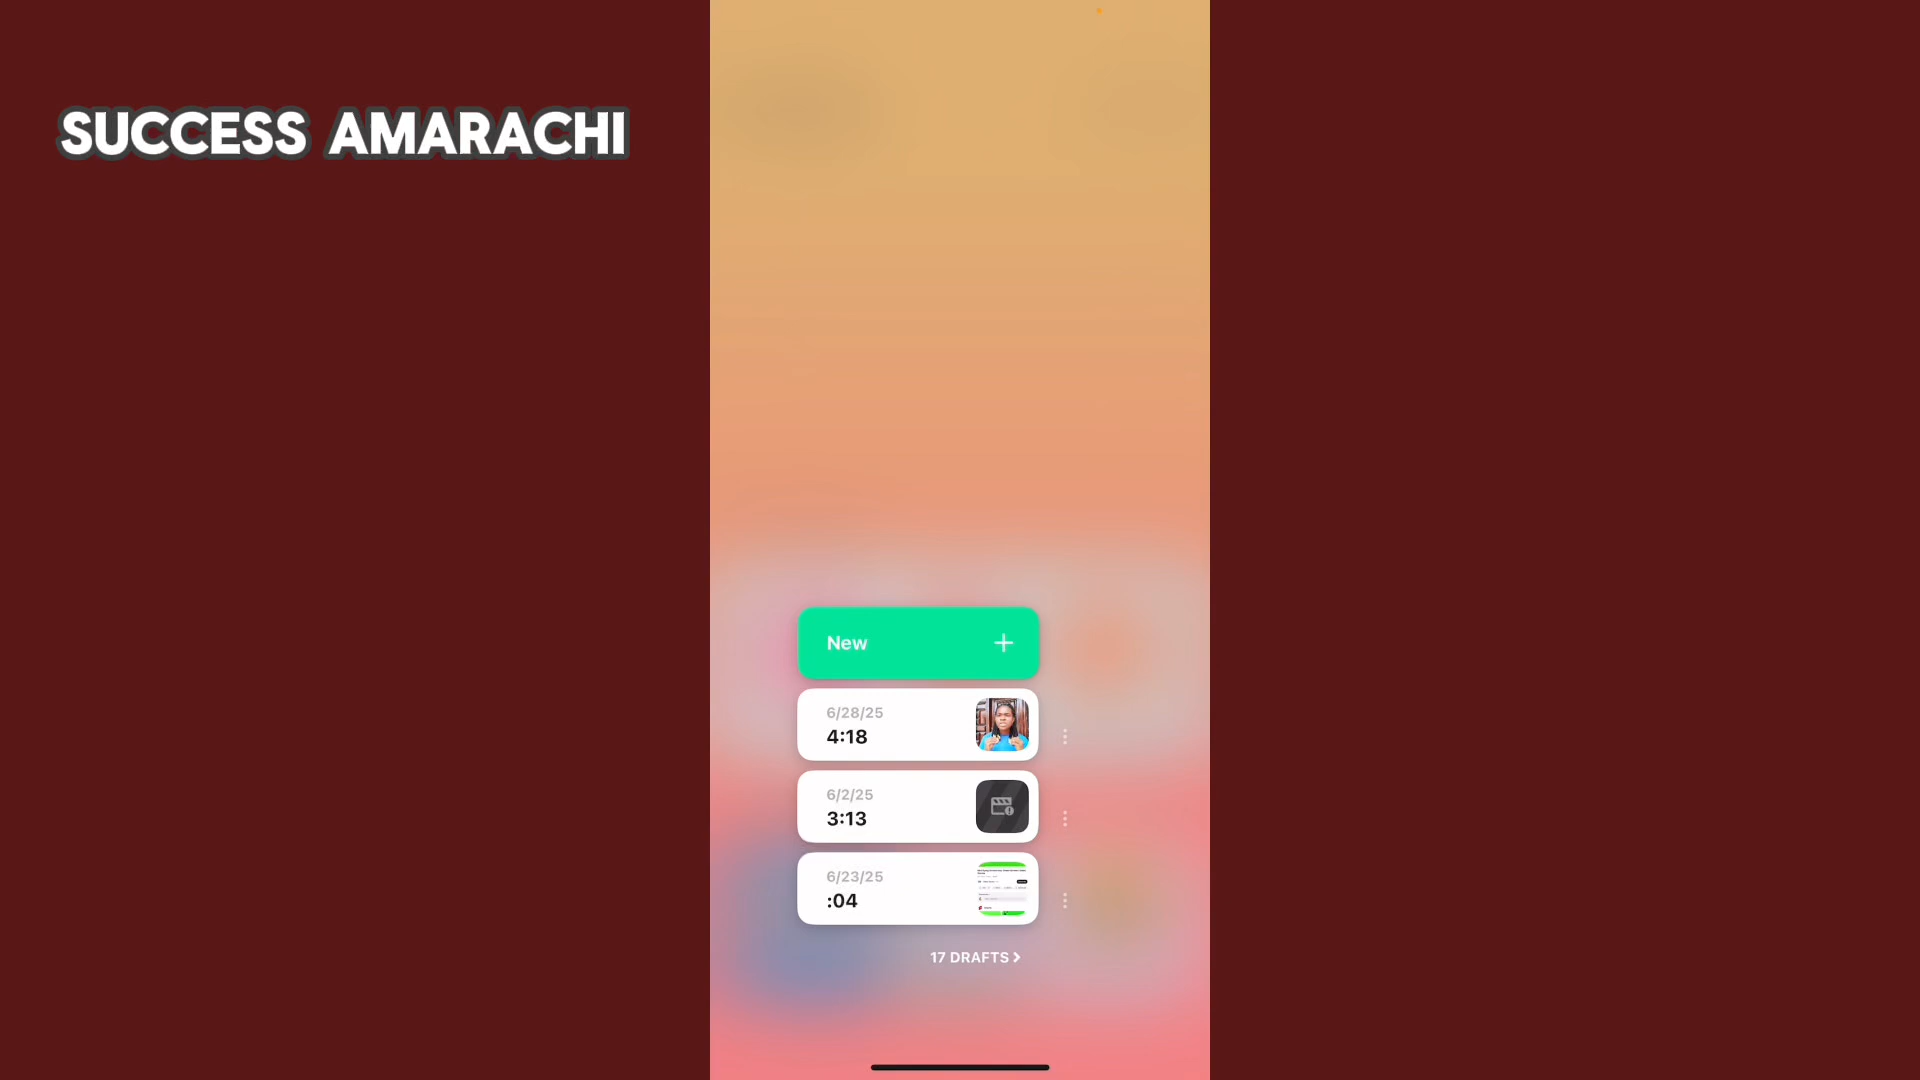 SUCCESS AMARACHI
New
6/28/25
4:18
6/2/25
3:13
6/23/25
:04
17 DRAFTS